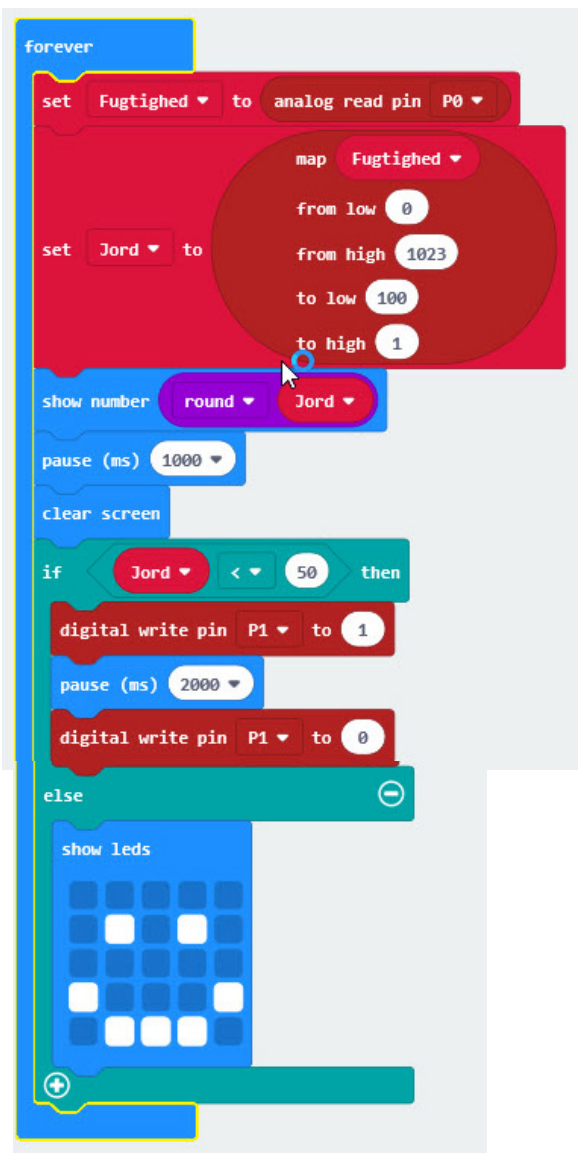 forever
set Fugtighed to analog read pin P0
map Fugtighed
from low 0
set Jord to
from high 1023
to low 100
to high 1
show number round Jord
pause (ms) 1000
clear screen
if Jord < 50 then
digital write pin P1 to 1
pause (ms) 2000
digital write pin P1 to 0
else
show leds